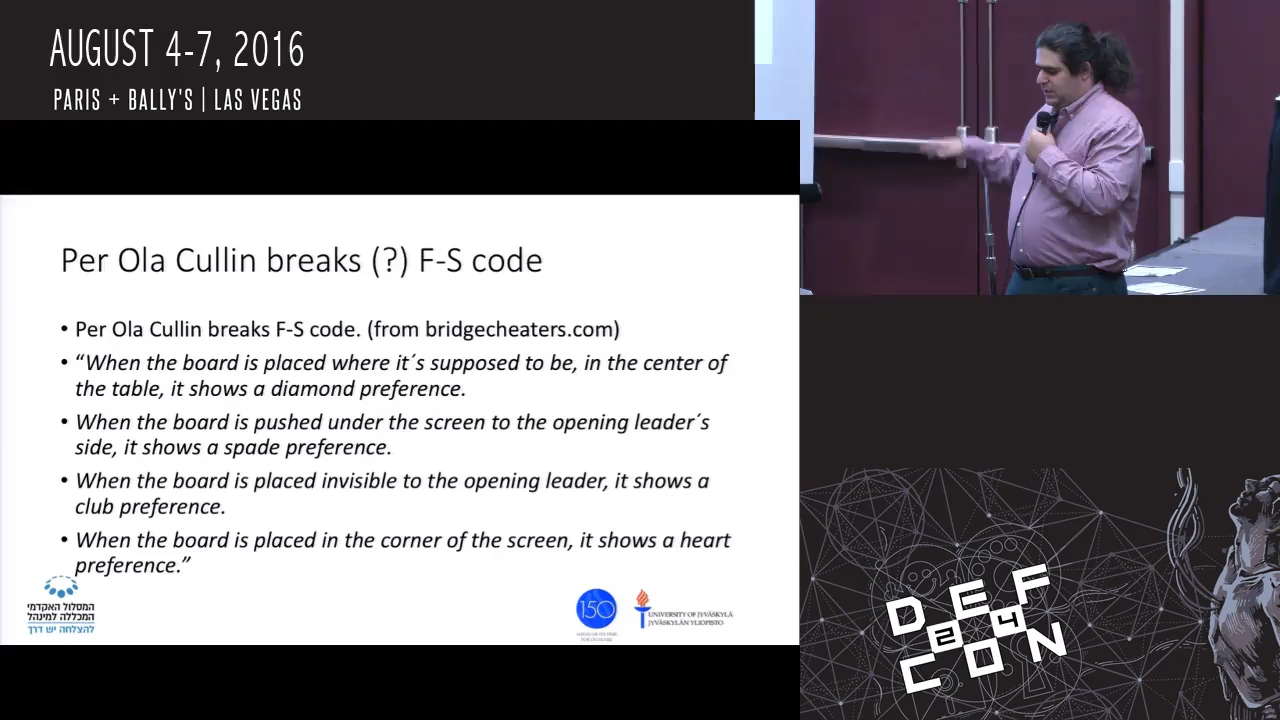 AUGUST 4-7, 2016
PARIS + BALLY'S | LAS VEGAS
Per Ola Cullin breaks (?) F-S code
• Per Ola Cullin breaks F-S code. (from bridgecheaters.com)
• “When the board is placed where it´s supposed to be, in the center of
the table, it shows a diamond preference.
• When the board is pushed under the screen to the opening leader´s
side, it shows a spade preference.
• When the board is placed invisible to the opening leader, it shows a
club preference.
• When the board is placed in the corner of the screen, it shows a heart
preference.”
המסלול האקדמי
המכללה למינהל
להצלחה יש דרך
150
UNIVERSITY OF JYVÄSKYLÄ
JYVÄSKYLÄN YLIOPISTO
DEF
24
CON